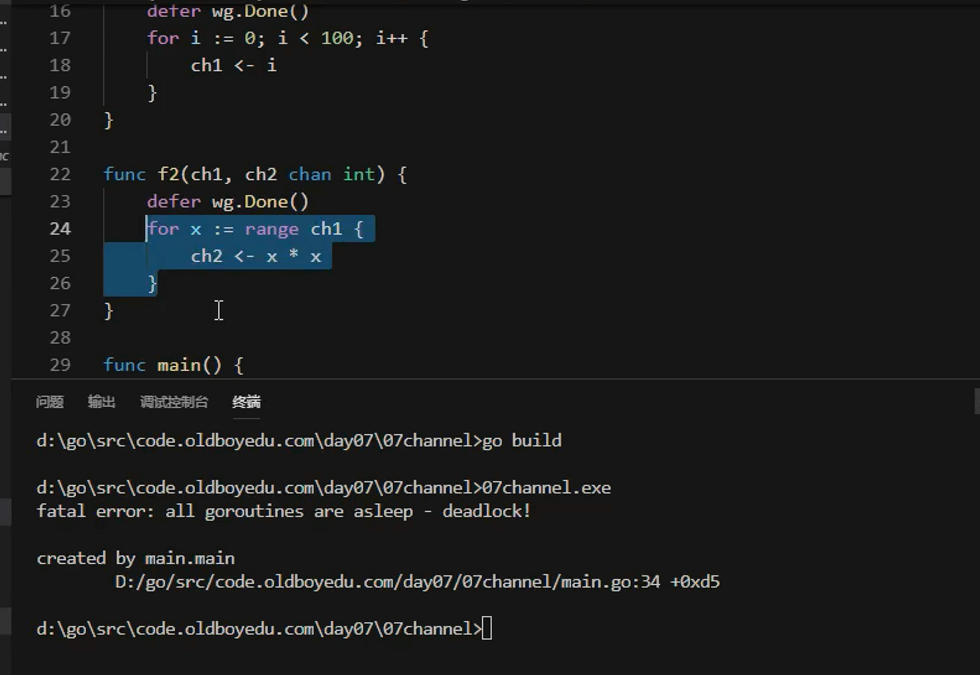 16 defer wg.Done()
17 for i := 0; i < 100; i++ {
18 ch1 <- i
19 }
20 }
21
22 func f2(ch1, ch2 chan int) {
23 defer wg.Done()
24 for x := range ch1 {
25 ch2 <- x * x
26 }
27 }
28
29 func main() {
问题 输出 调试控制台 终端
d:\go\src\code.oldboyedu.com\day07\07channel>go build
d:\go\src\code.oldboyedu.com\day07\07channel>07channel.exe
fatal error: all goroutines are asleep - deadlock!
created by main.main
D:/go/src/code.oldboyedu.com/day07/07channel/main.go:34 +0xd5
d:\go\src\code.oldboyedu.com\day07\07channel>